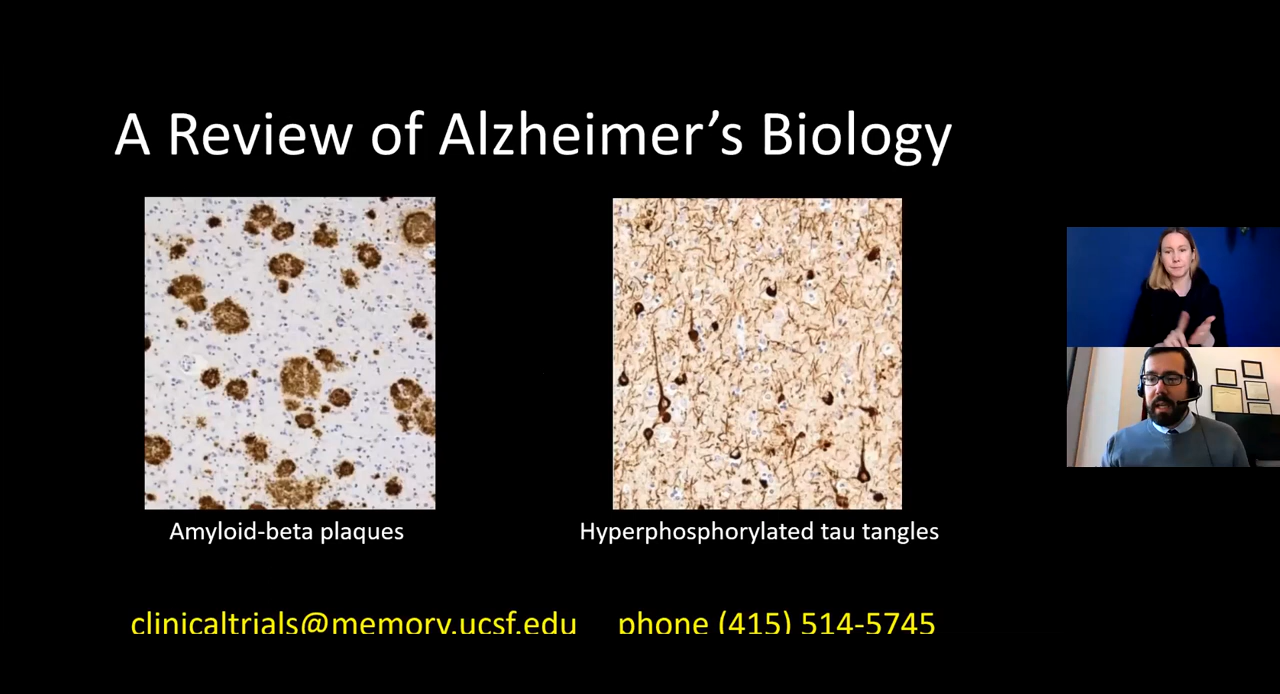 A Review of Alzheimer’s Biology
Amyloid-beta plaques
Hyperphosphorylated tau tangles
clinicaltrials@memory.ucsf.edu phone (415) 514-5745